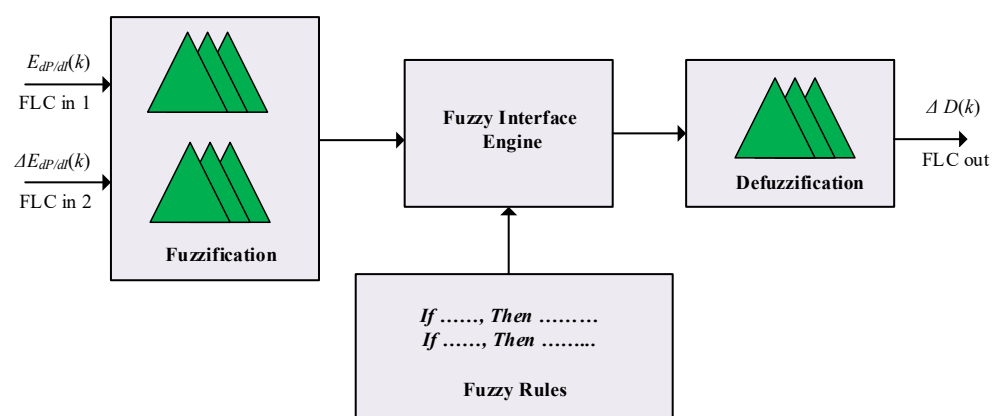 E_{dP/dI}(k)
FLC in 1
ΔE_{dP/dI}(k)
FLC in 2
Fuzzification
Fuzzy Interface
Engine
Defuzzification
Δ D(k)
FLC out
If ……, Then ………
If ……, Then ……...
Fuzzy Rules